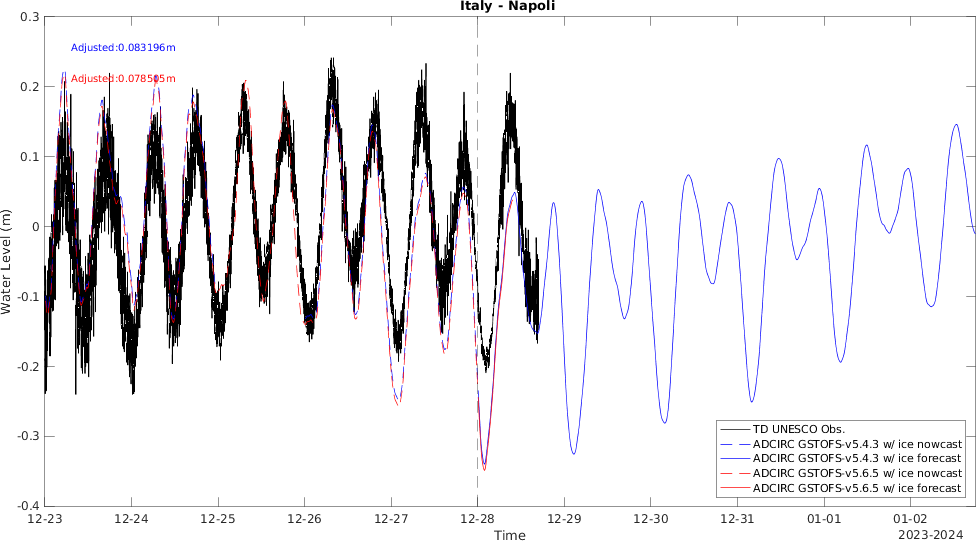 Italy - Napoli
0.3
0.2
0.1
0
-0.1
-0.2
-0.3
-0.4
Water Level (m)
Adjusted:0.083196m
TD UNESCO Obs.
ADCIRC GSTOFS-v5.4.3 w/ ice nowcast
ADCIRC GSTOFS-v5.4.3 w/ ice forecast
ADCIRC GSTOFS-v5.6.5 w/ ice nowcast
ADCIRC GSTOFS-v5.6.5 w/ ice forecast
12-23 12-24 12-25 12-26 12-27 12-28 12-29 12-30 12-31 01-01 01-02
Time
2023-2024